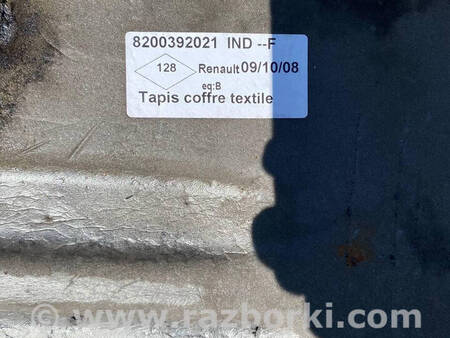 8200392021 IND --F
128 Renault 09/10/08
eq:B
Tapis coffre textile
www.razborki.com